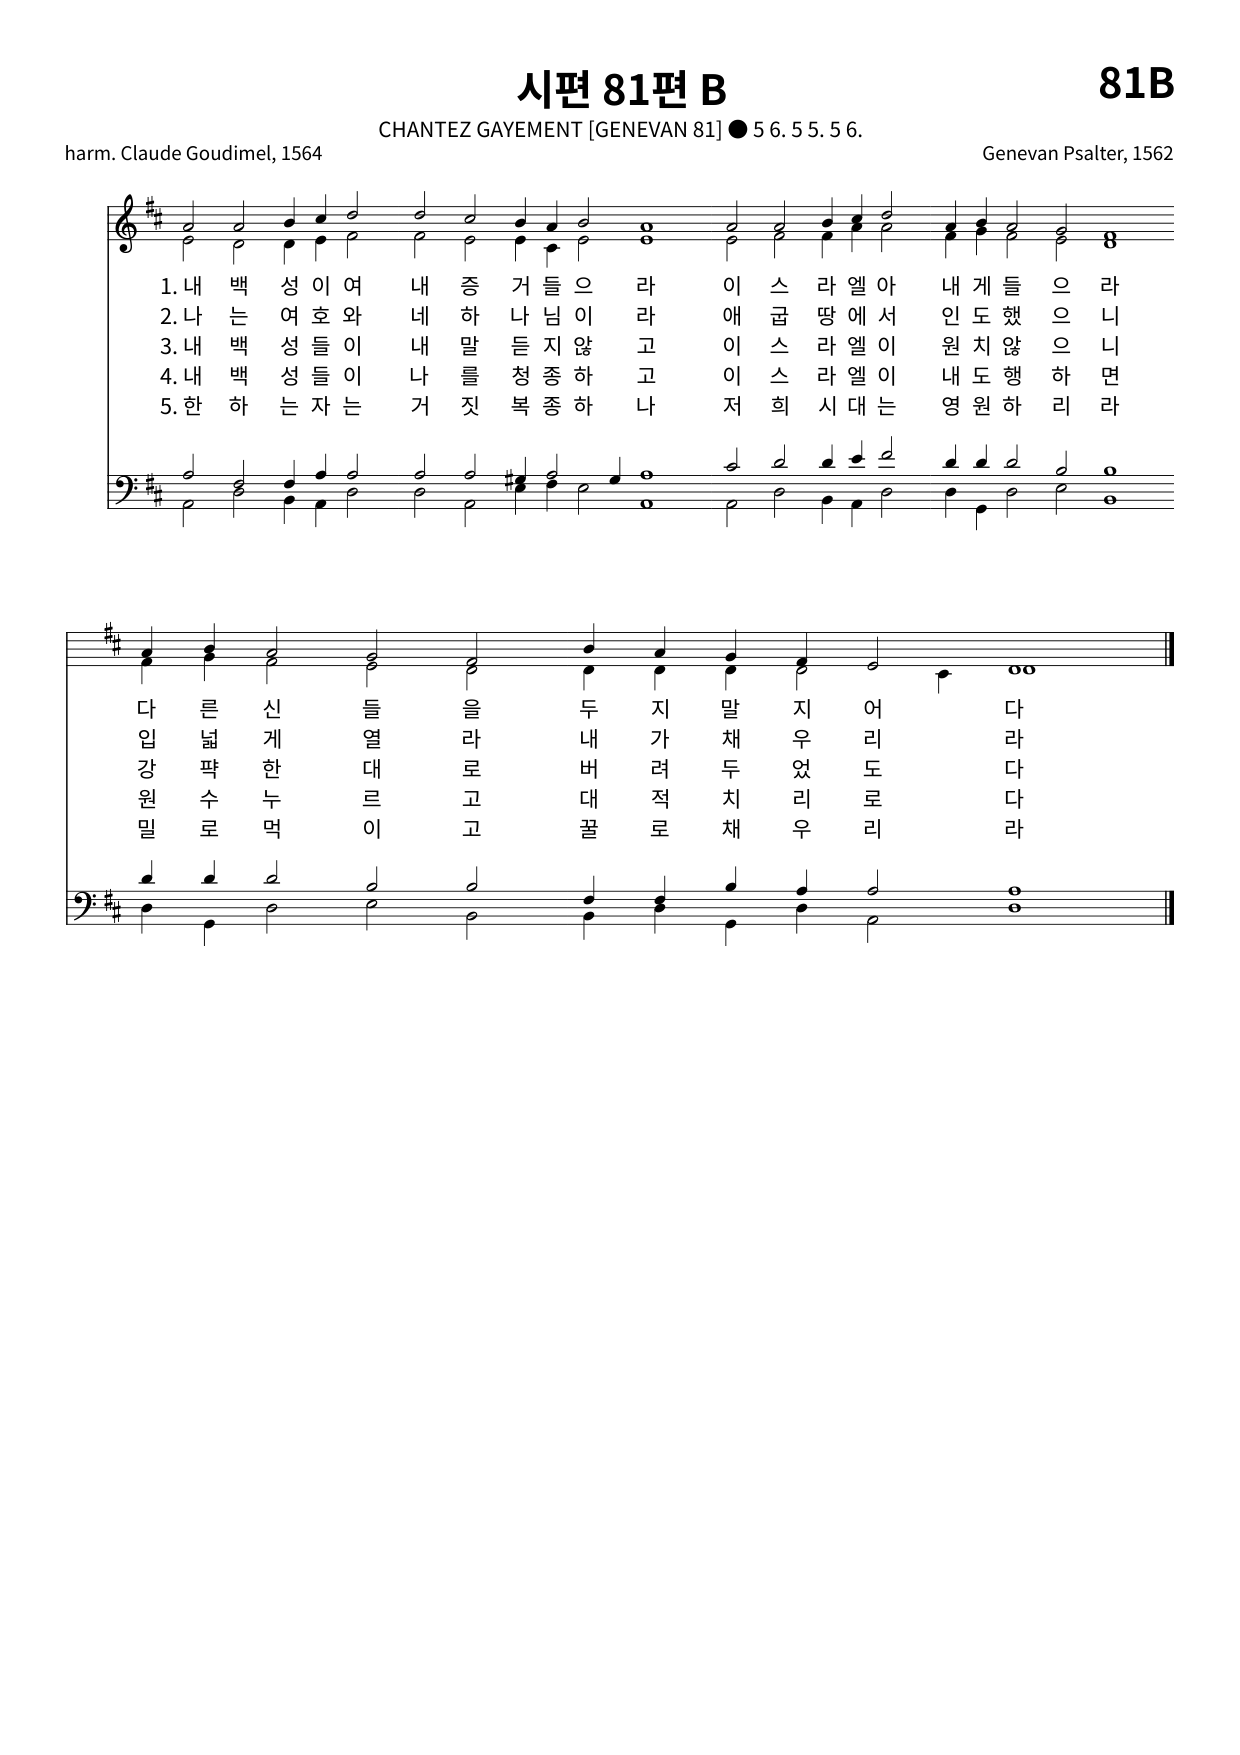 시편 81편 B
81B
CHANTEZ GAYEMENT [GENEVAN 81] ● 5 6. 5 5. 5 6.
harm. Claude Goudimel, 1564
Genevan Psalter, 1562
1. 내 백 성 이 여 내 증 거 들 으 라 이 스 라 엘 아 내 게 들 으 라
2. 나 는 여 호 와 네 하 나 님 이 라 애 굽 땅 에 서 인 도 했 으 니
3. 내 백 성 들 이 내 말 듣 지 않 고 이 스 라 엘 이 원 치 않 으 니
4. 내 백 성 들 이 나 를 청 종 하 고 이 스 라 엘 이 내 도 행 하 면
5. 한 하 는 자 는 거 짓 복 종 하 나 저 희 시 대 는 영 원 하 리 라
다 른 신 들 을 두 지 말 지 어 다
입 넓 게 열 라 내 가 채 우 리 라
강 퍅 한 대 로 버 려 두 었 도 다
원 수 누 르 고 대 적 치 리 로 다
밀 로 먹 이 고 꿀 로 채 우 리 라